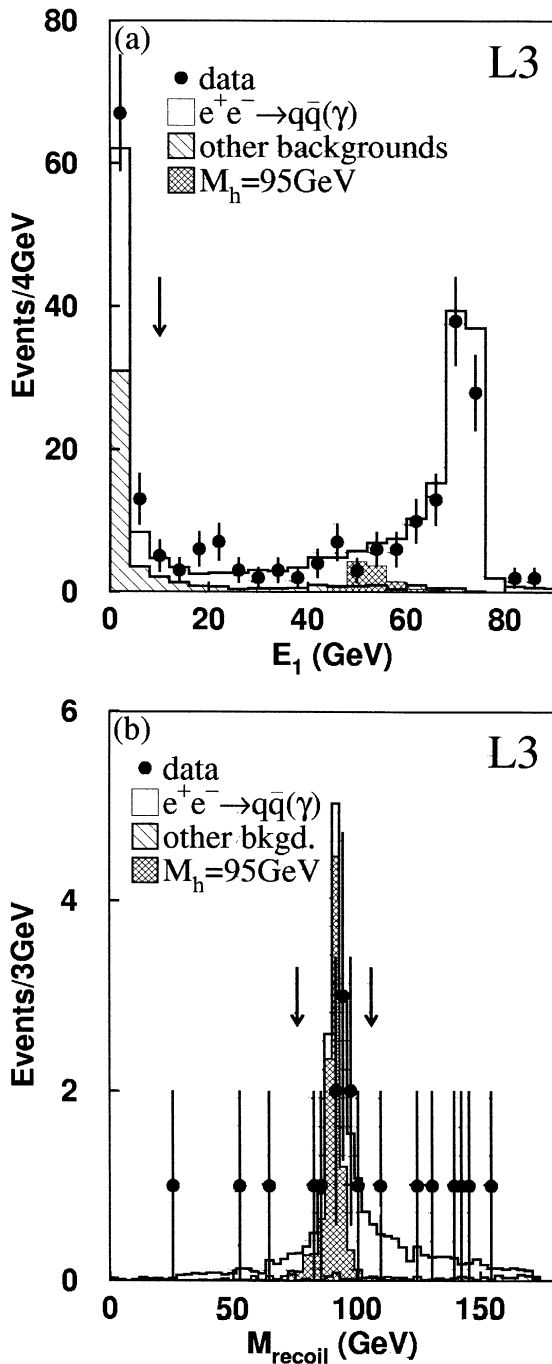 80
(a)
L3
data
e⁺e⁻→qq̄(γ)
other backgrounds
Mₕ=95GeV
60
40
20
0
Events/4GeV
0 20 40 60 80
E₁ (GeV)
6
(b)
L3
data
e⁺e⁻→qq̄(γ)
other bkgd.
Mₕ=95GeV
4
2
0
Events/3GeV
0 50 100 150
M_recoil (GeV)